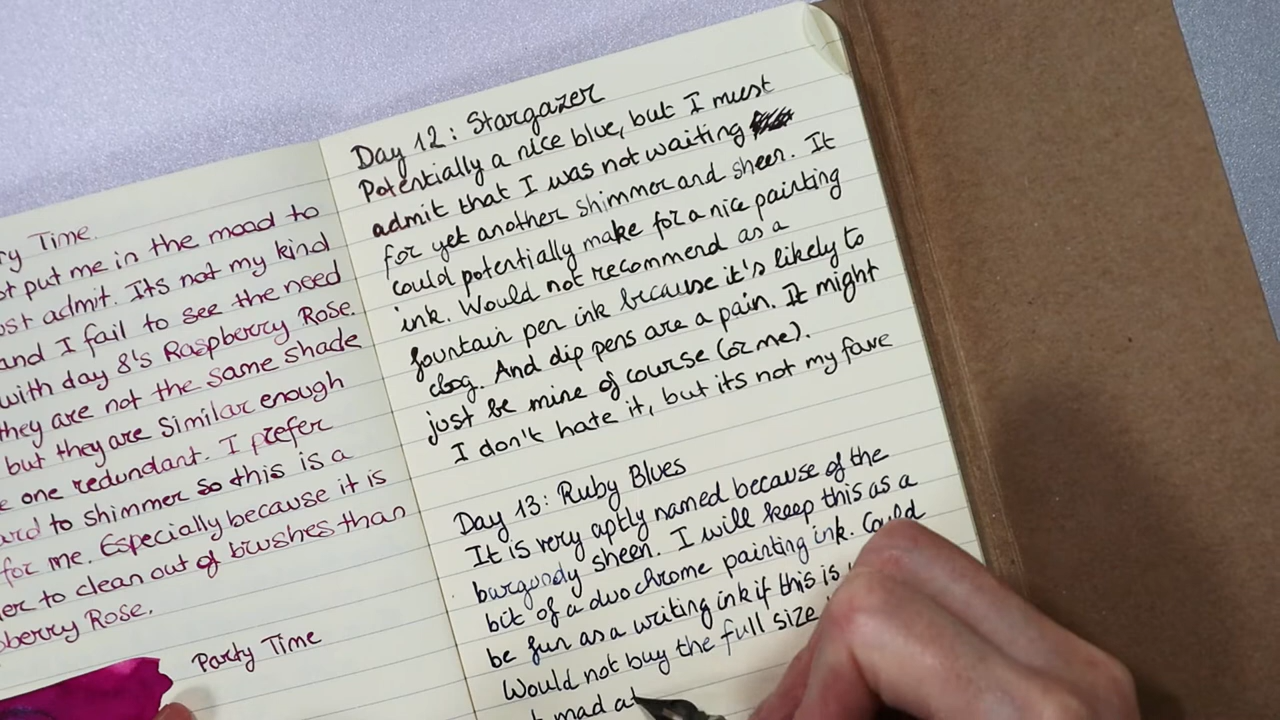 Time.
put me in the mood to
admit. Its not my kind
and I fail to see the need
with day 8's Raspberry Rose.
they are not the same shade
but they are similar enough
one redundant. I prefer
to shimmer so this is a
for me. Especially because it is
to clean out of brushes than
Rose.
Party Time
Day 12: Stargazer
Potentially a nice blue, but I must
admit that I was not waiting
for yet another shimmer and sheen. It
could potentially make for a nice painting
ink. Would not recommend as a
fountain pen ink because it's likely to
clog. And dip pens are a pain. It might
just be mine of course (or me).
I don't hate it, but its not my fave
Day 13: Ruby Blues
It is very aptly named because of the
burgundy sheen. I will keep this as a
bit of a duo chrome painting ink. Could
be fun as a writing ink if this is
Would not buy the full size
mad at